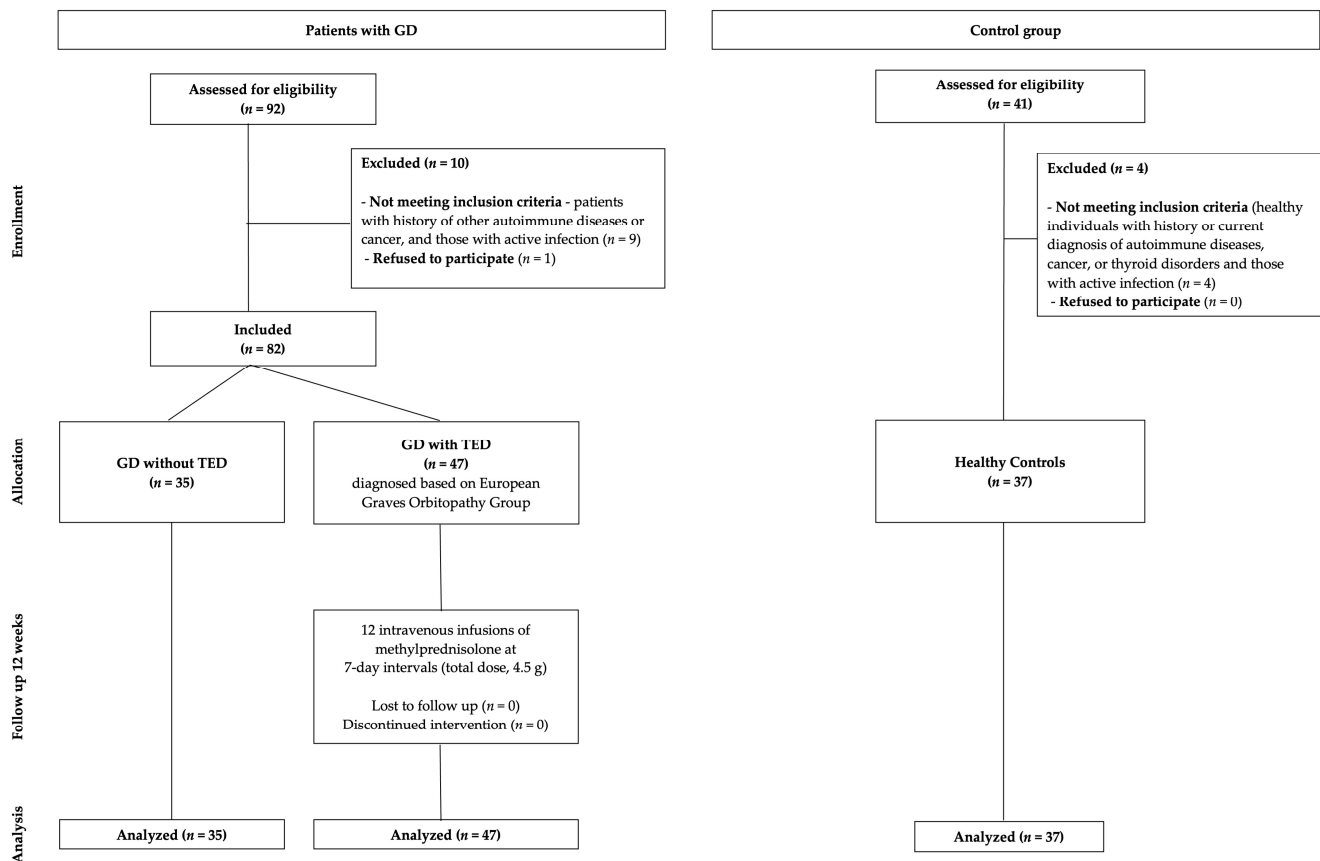 Patients with GD
Control group
Enrollment
Assessed for eligibility
(n = 92)
Excluded (n = 10)
- Not meeting inclusion criteria - patients
with history of other autoimmune diseases or
cancer, and those with active infection (n = 9)
- Refused to participate (n = 1)
Included
(n = 82)
Assessed for eligibility
(n = 41)
Excluded (n = 4)
- Not meeting inclusion criteria (healthy
individuals with history or current
diagnosis of autoimmune diseases,
cancer, or thyroid disorders and those
with active infection (n = 4)
- Refused to participate (n = 0)
Allocation
GD without TED
(n = 35)
GD with TED
(n = 47)
diagnosed based on European
Graves Orbitopathy Group
Healthy Controls
(n = 37)
Follow up 12 weeks
12 intravenous infusions of
methylprednisolone at
7-day intervals (total dose, 4.5 g)
Lost to follow up (n = 0)
Discontinued intervention (n = 0)
Analysis
Analyzed (n = 35)
Analyzed (n = 47)
Analyzed (n = 37)